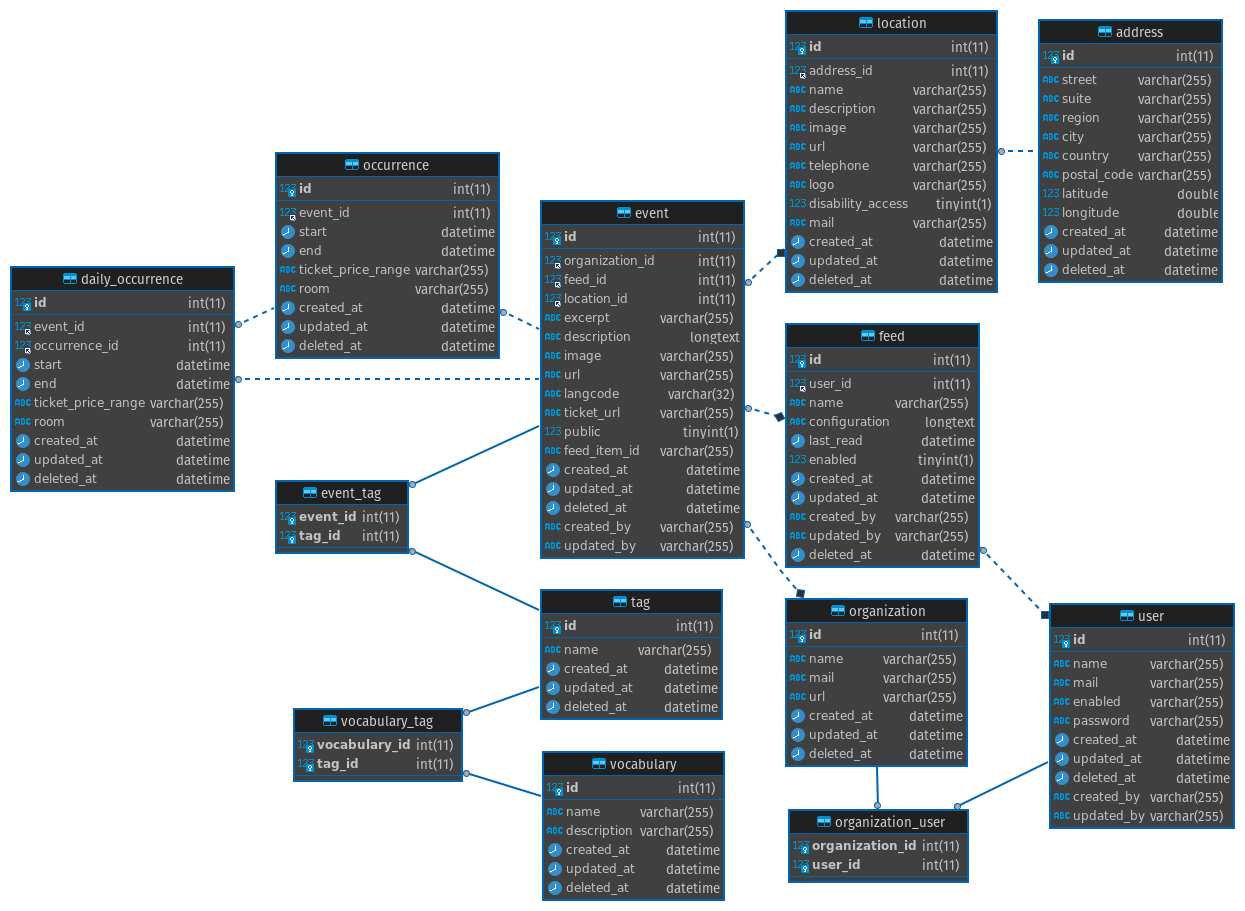 location
id int(11)
address_id int(11)
name varchar(255)
description varchar(255)
image varchar(255)
url varchar(255)
telephone varchar(255)
logo varchar(255)
disability_access tinyint(1)
mail varchar(255)
created_at datetime
updated_at datetime
deleted_at datetime
address
id int(11)
street varchar(255)
suite varchar(255)
region varchar(255)
city varchar(255)
country varchar(255)
postal_code varchar(255)
latitude double
longitude double
created_at datetime
updated_at datetime
deleted_at datetime
occurrence
id int(11)
event_id int(11)
start datetime
end datetime
ticket_price_range varchar(255)
room varchar(255)
created_at datetime
updated_at datetime
deleted_at datetime
event
id int(11)
organization_id int(11)
feed_id int(11)
location_id int(11)
excerpt varchar(255)
description longtext
image varchar(255)
url varchar(255)
langcode varchar(32)
ticket_url varchar(255)
public tinyint(1)
feed_item_id varchar(255)
created_at datetime
updated_at datetime
deleted_at datetime
created_by varchar(255)
updated_by varchar(255)
daily_occurrence
id int(11)
event_id int(11)
occurrence_id int(11)
start datetime
end datetime
ticket_price_range varchar(255)
room varchar(255)
created_at datetime
updated_at datetime
deleted_at datetime
feed
id int(11)
user_id int(11)
name varchar(255)
configuration longtext
last_read datetime
enabled tinyint(1)
created_at datetime
updated_at datetime
created_by varchar(255)
updated_by varchar(255)
deleted_at datetime
event_tag
event_id int(11)
tag_id int(11)
tag
id int(11)
name varchar(255)
created_at datetime
updated_at datetime
deleted_at datetime
organization
id int(11)
name varchar(255)
mail varchar(255)
url varchar(255)
created_at datetime
updated_at datetime
deleted_at datetime
user
id int(11)
name varchar(255)
mail varchar(255)
enabled varchar(255)
password varchar(255)
created_at datetime
updated_at datetime
deleted_at datetime
created_by varchar(255)
updated_by varchar(255)
vocabulary_tag
vocabulary_id int(11)
tag_id int(11)
vocabulary
id int(11)
name varchar(255)
description varchar(255)
created_at datetime
updated_at datetime
deleted_at datetime
organization_user
organization_id int(11)
user_id int(11)